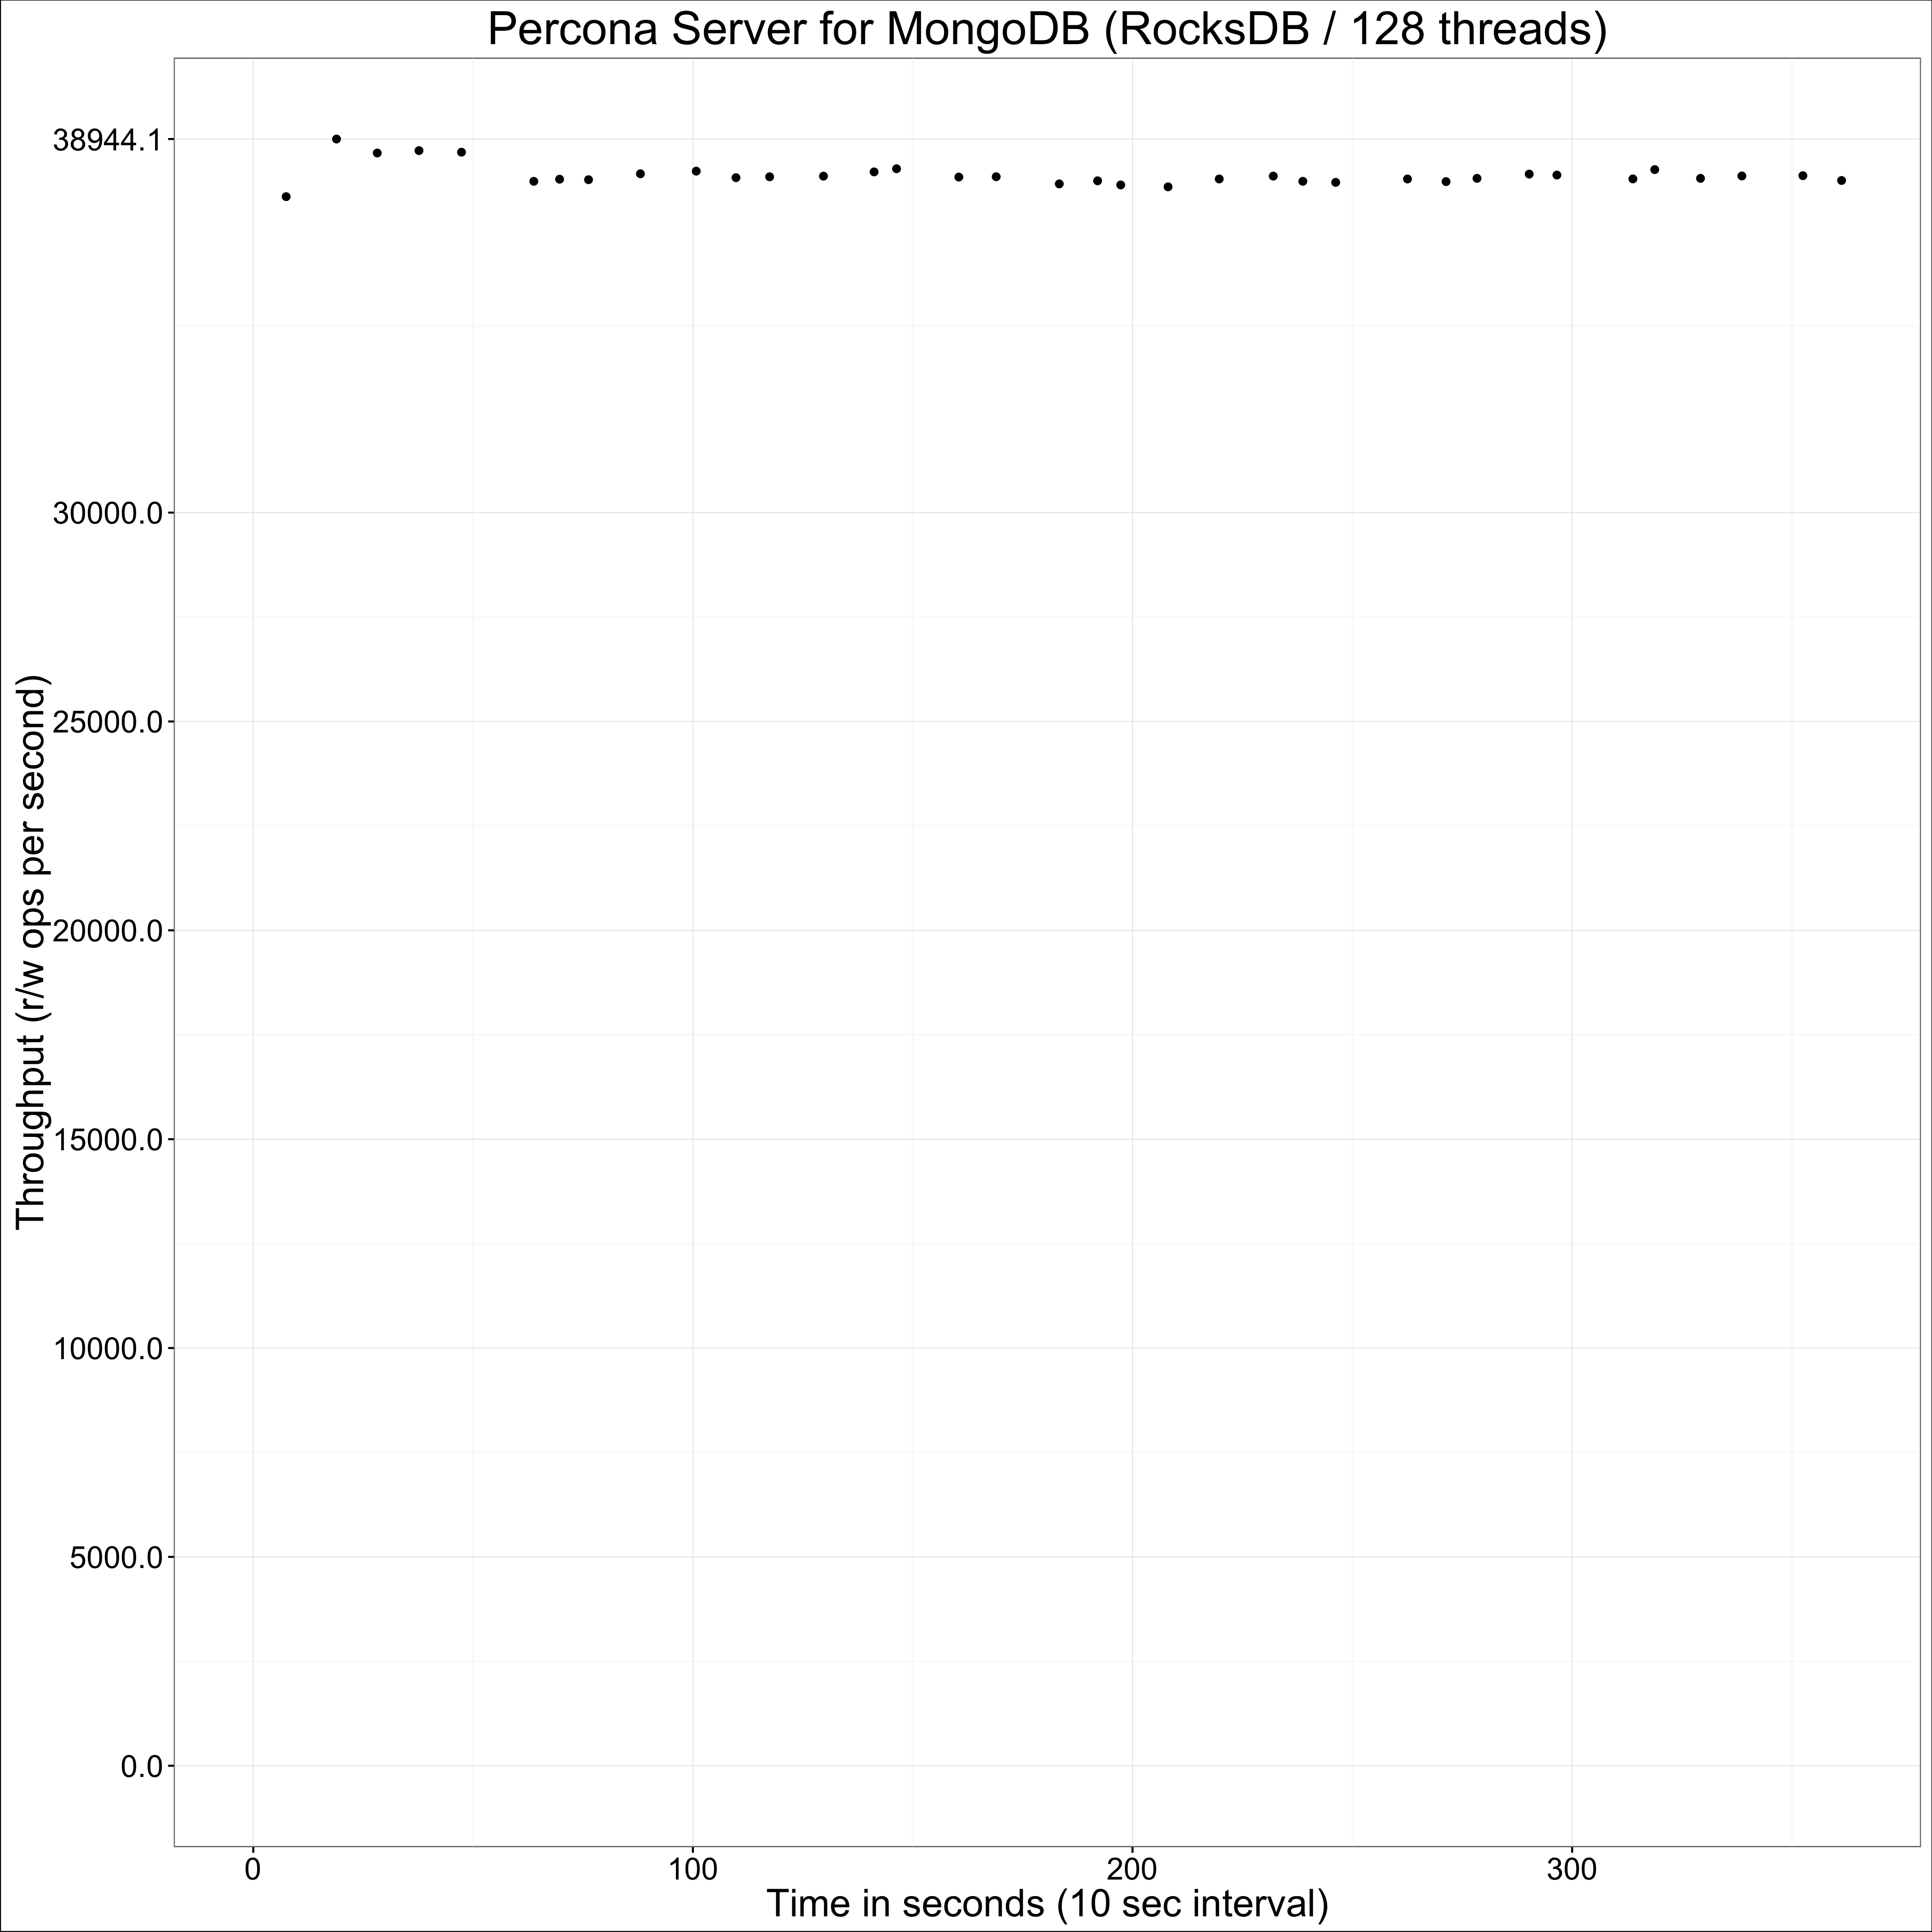 Percona Server for MongoDB (RocksDB / 128 threads)
Throughput (r/w ops per second)
38944.1
30000.0
25000.0
20000.0
15000.0
10000.0
5000.0
0.0
0 100 200 300
Time in seconds (10 sec interval)